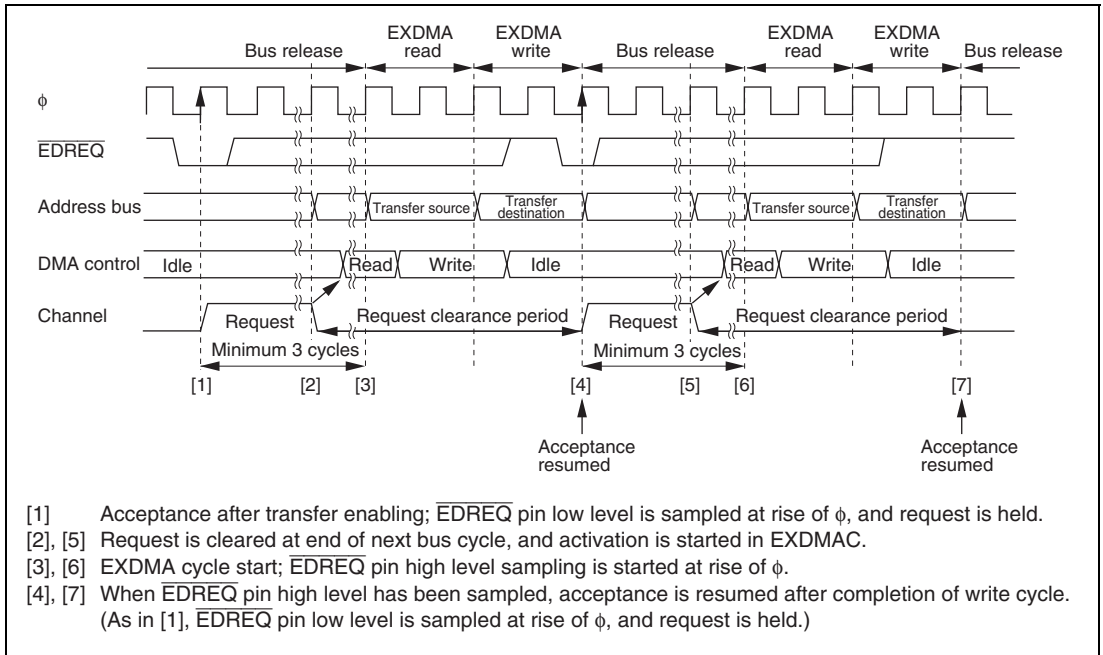 EXDMA EXDMA EXDMA EXDMA
Bus release read write Bus release read write Bus release
ϕ
EDREQ
Address bus Transfer source Transfer destination Transfer source Transfer destination
DMA control Idle Read Write Idle Read Write Idle
Channel Request Request clearance period Request Request clearance period
Minimum 3 cycles Minimum 3 cycles
[1] [2] [3] [4] [5] [6] [7]
Acceptance resumed Acceptance resumed
[1] Acceptance after transfer enabling; EDREQ pin low level is sampled at rise of ϕ, and request is held.
[2], [5] Request is cleared at end of next bus cycle, and activation is started in EXDMAC.
[3], [6] EXDMA cycle start; EDREQ pin high level sampling is started at rise of ϕ.
[4], [7] When EDREQ pin high level has been sampled, acceptance is resumed after completion of write cycle.
(As in [1], EDREQ pin low level is sampled at rise of ϕ, and request is held.)